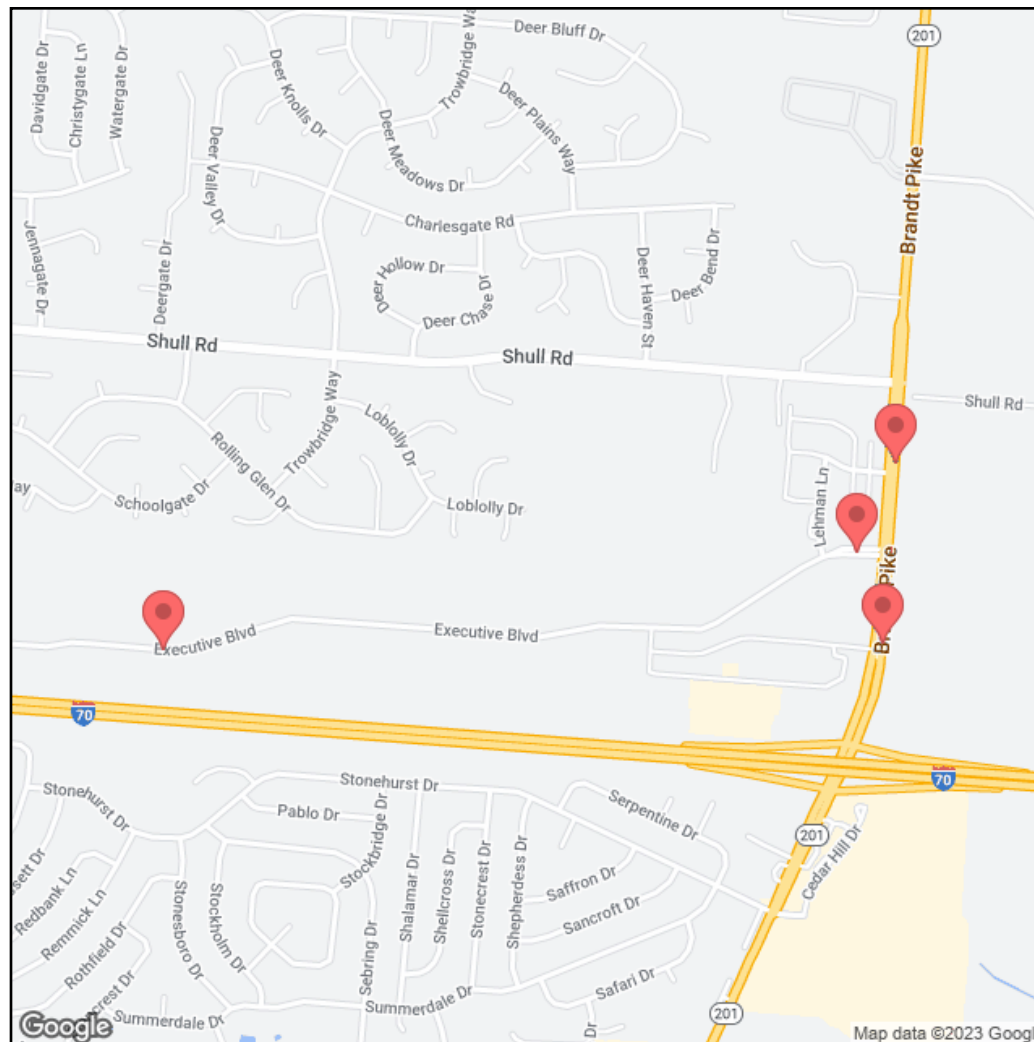 Deer Bluff Dr
201
Davidgate Dr
Christygate Ln
Watergate Dr
Deer Knolls Dr
Trowbridge Way
Deer Plains Way
Deer Meadows Dr
Deer Valley Dr
Brandt Pike
Charlesgate Rd
Jennagate Dr
Deergate Dr
Deer Hollow Dr
Deer Chase Dr
Deer Haven St
Deer Bend Dr
Shull Rd
Shull Rd
Shull Rd
Trowbridge Way
Loblolly Dr
Rolling Glen Dr
Schoolgate Dr
Loblolly Dr
Lehman Ln
Pike
Executive Blvd
Executive Blvd
70
70
Stonehurst Dr
Stonehurst Dr
Pablo Dr
Stockbridge Dr
Serpentine Dr
201
Cedar Hill Dr
Shalamar Dr
Shellcross Dr
Stonecrest Dr
Shepherdess Dr
Saffron Dr
Sancroft Dr
Redbank Ln
Remmick Ln
Rothfield Dr
Stonesboro Dr
Stockholm Dr
Sebring Dr
Safari Dr
Summerdale Dr
Summerdale Dr
Dr
201
Google
Map data ©2023 Googl